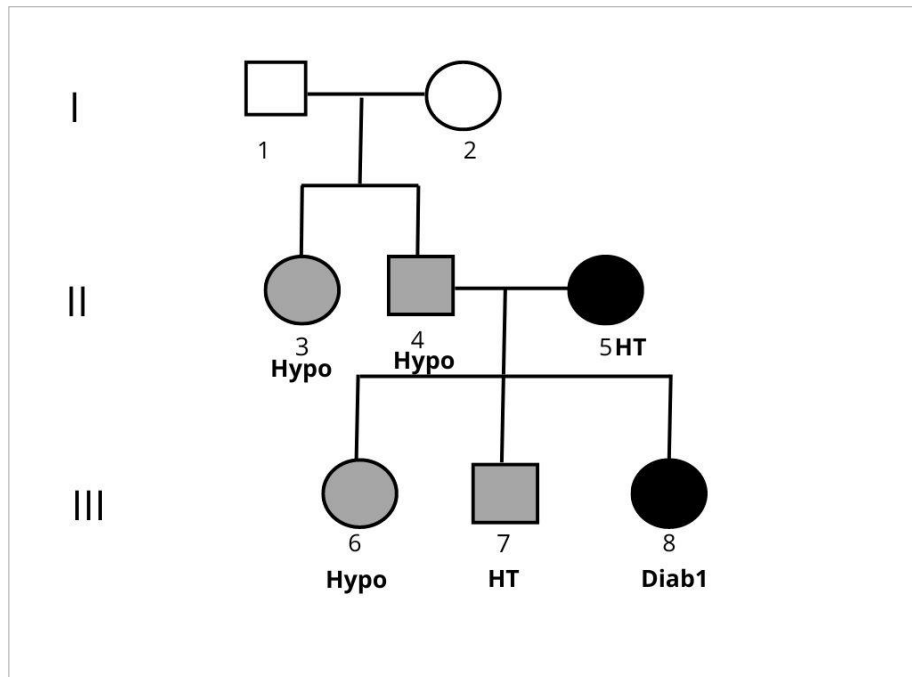 I
1 2
II
3 4 5 HT
Hypo Hypo
III
6 7 8
Hypo HT Diab1